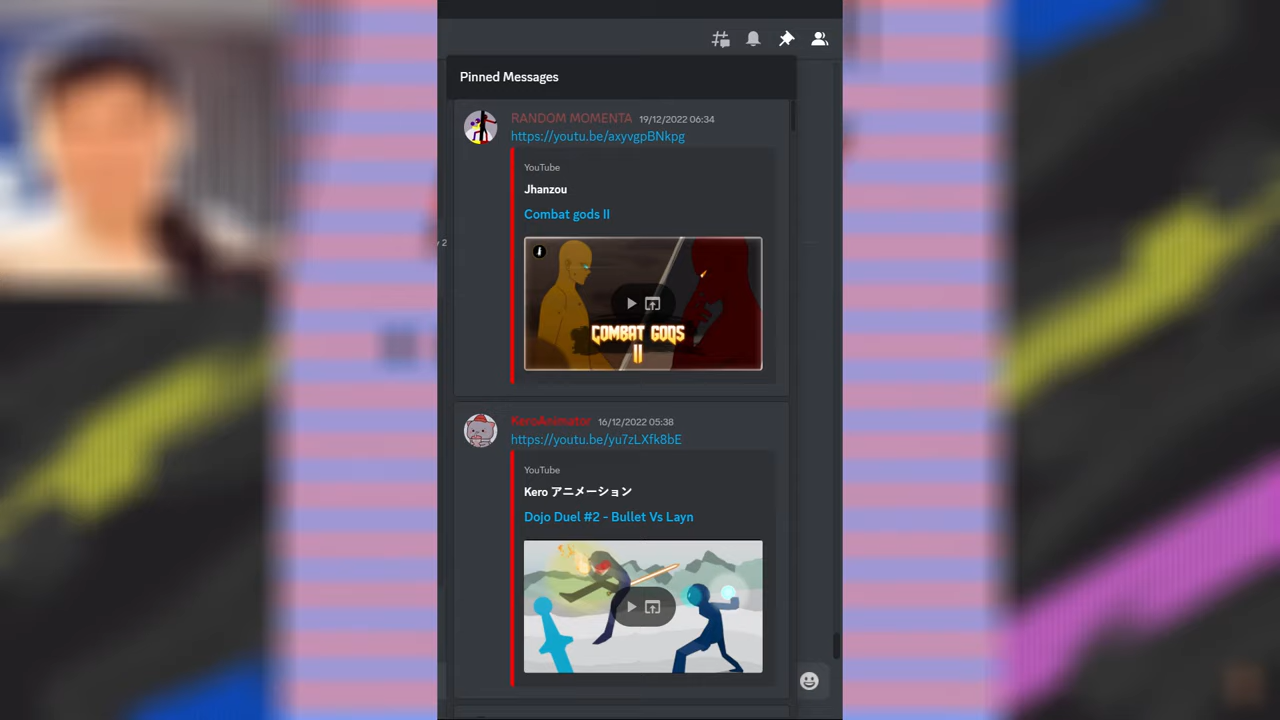 Pinned Messages
RANDOM MOMENTA 19/12/2022 06:34
https://youtu.be/axyvgpBNkpg
YouTube
Jhanzou
Combat gods II
COMBAT GODS
II
KeroAnimator 16/12/2022 05:38
https://youtu.be/yu7zLXfk8bE
YouTube
Kero アニメーション
Dojo Duel #2 - Bullet Vs Layn